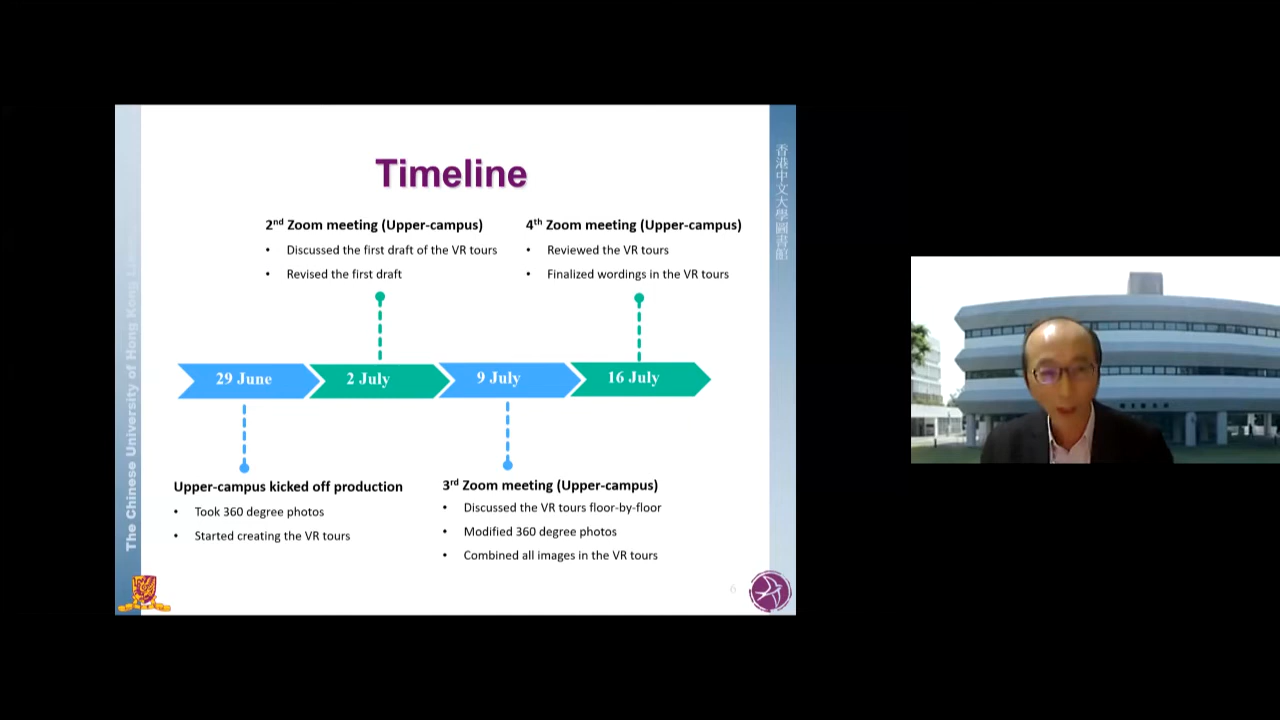 Timeline
2nd Zoom meeting (Upper-campus)
• Discussed the first draft of the VR tours
• Revised the first draft
4th Zoom meeting (Upper-campus)
• Reviewed the VR tours
• Finalized wordings in the VR tours
29 June
2 July
9 July
16 July
Upper-campus kicked off production
• Took 360 degree photos
• Started creating the VR tours
3rd Zoom meeting (Upper-campus)
• Discussed the VR tours floor-by-floor
• Modified 360 degree photos
• Combined all images in the VR tours
6
The Chinese University of Hong Kong
香港中文大學圖書館